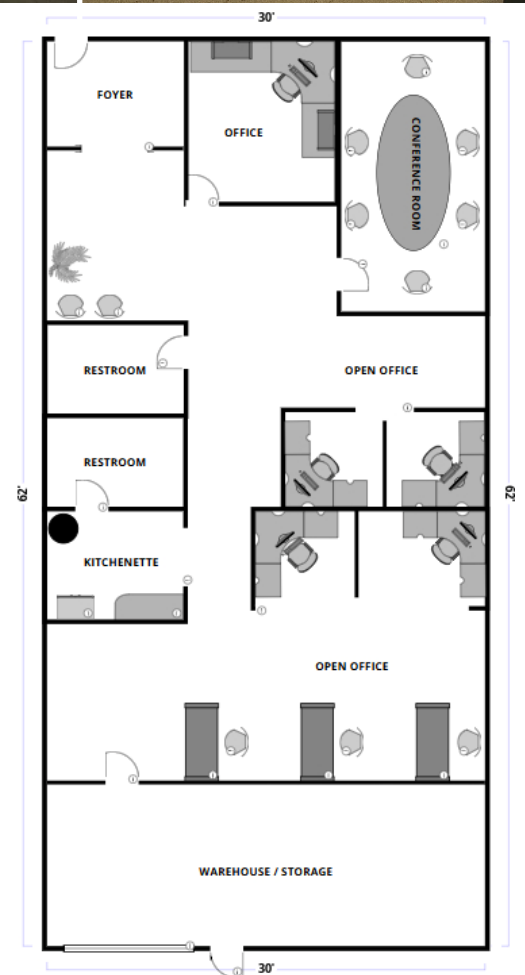 30'
FOYER
OFFICE
CONFERENCE ROOM
RESTROOM
OPEN OFFICE
RESTROOM
62'
62'
KITCHENETTE
OPEN OFFICE
WAREHOUSE / STORAGE
30'